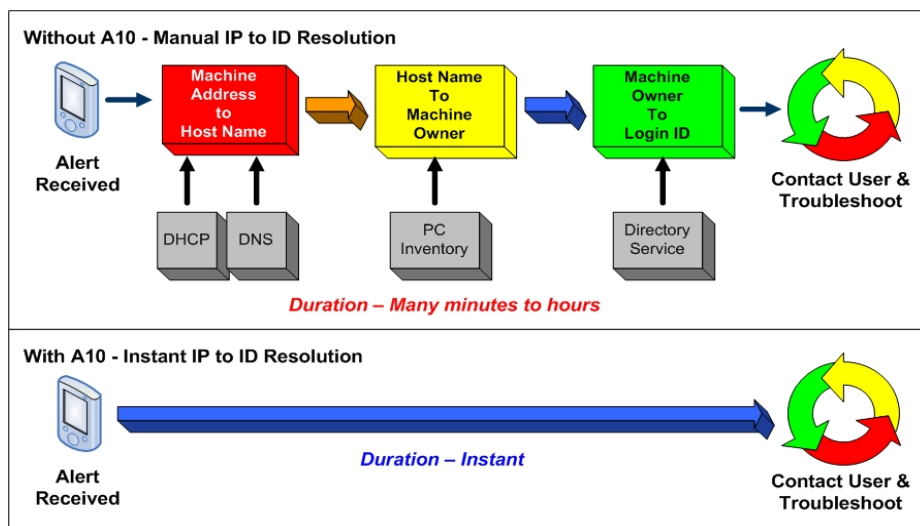 Without A10 - Manual IP to ID Resolution
Alert
Received
Machine
Address
to
Host Name
Host Name
To
Machine
Owner
Machine
Owner
To
Login ID
Contact User &
Troubleshoot
DHCP
DNS
PC
Inventory
Directory
Service
Duration – Many minutes to hours
With A10 - Instant IP to ID Resolution
Alert
Received
Duration – Instant
Contact User &
Troubleshoot